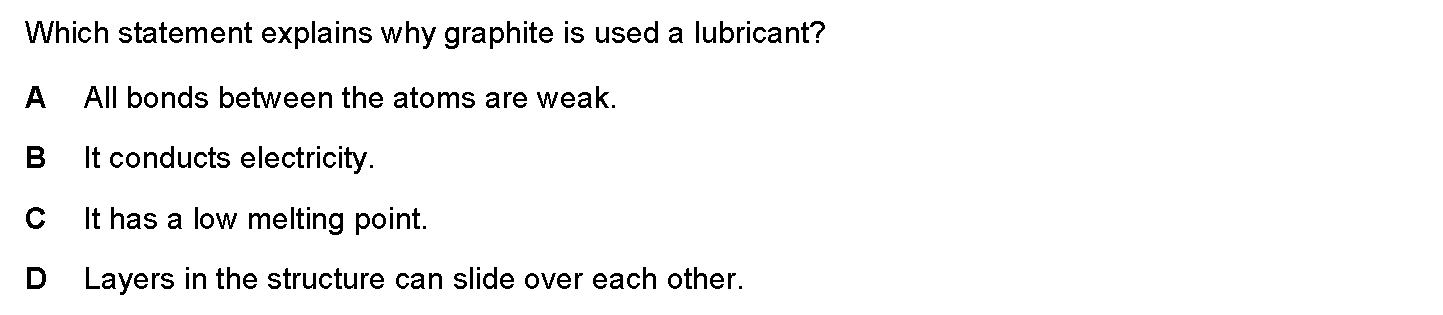 Which statement explains why graphite is used a lubricant?
A All bonds between the atoms are weak.
B It conducts electricity.
C It has a low melting point.
D Layers in the structure can slide over each other.